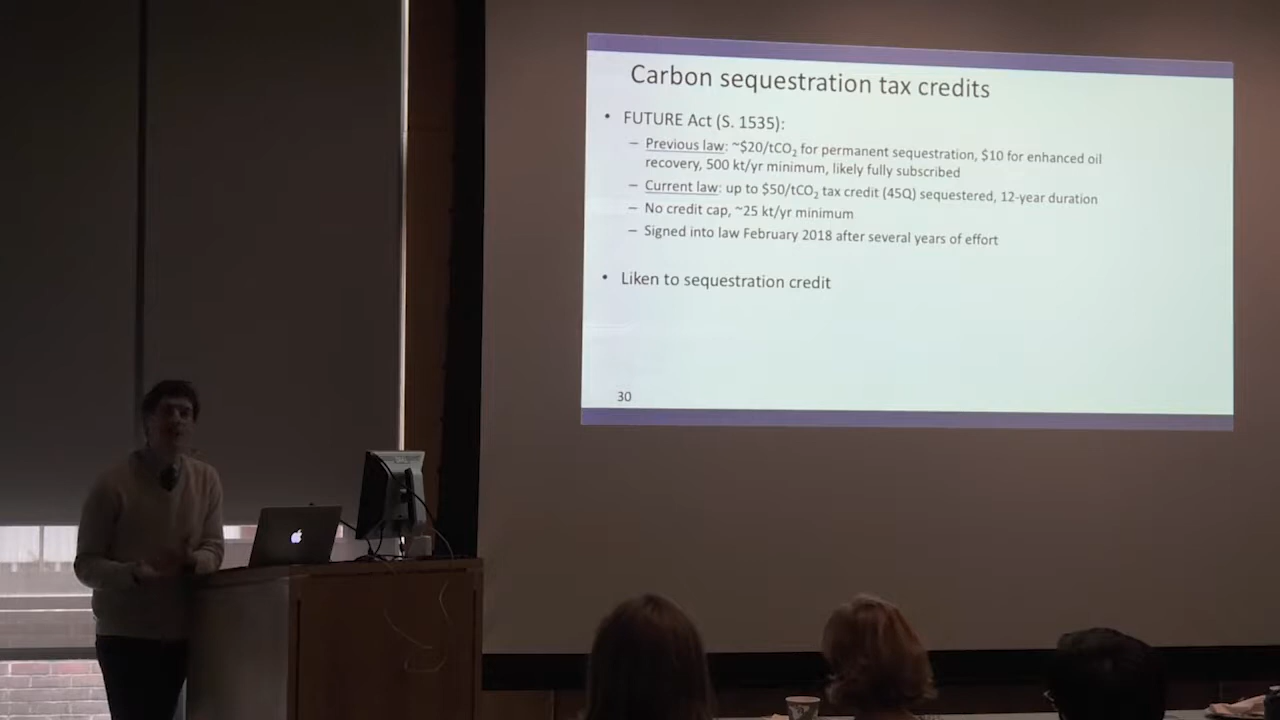 Carbon sequestration tax credits
• FUTURE Act (S. 1535):
– Previous law: ~$20/tCO₂ for permanent sequestration, $10 for enhanced oil
recovery, 500 kt/yr minimum, likely fully subscribed
– Current law: up to $50/tCO₂ tax credit (45Q) sequestered, 12-year duration
– No credit cap, ~25 kt/yr minimum
– Signed into law February 2018 after several years of effort
• Liken to sequestration credit
30